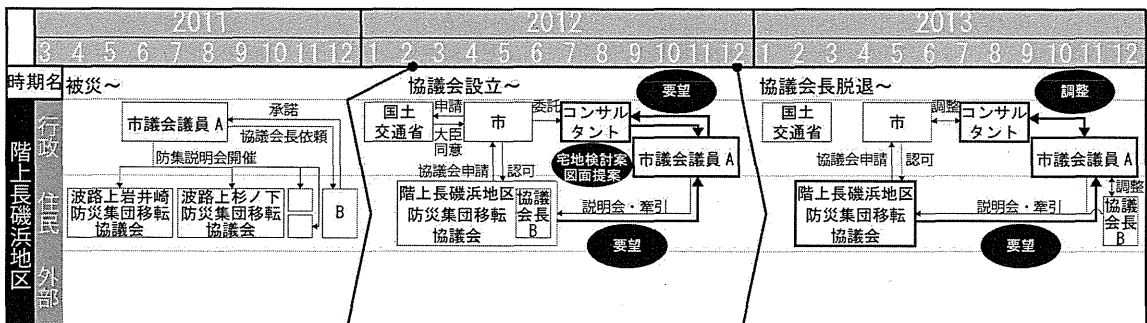 2011
2012
2013
3 4 5 6 7 8 9 10 11 12
1 2 3 4 5 6 7 8 9 10 11 12
1 2 3 4 5 6 7 8 9 10 11 12
時期名
被災～
協議会設立～
協議会長脱退～
階上長磯浜地区
行政
住民
外部
市議会議員 A
承諾
協議会長依頼
防集説明会開催
波路上岩井崎
防災集団移転
協議会
波路上杉ノ下
防災集団移転
協議会
B
国土
交通省
申請
大臣
同意
市
委託
コンサル
タント
要望
宅地検討案
図面提案
市議会議員 A
協議会申請
認可
階上長磯浜地区
防災集団移転
協議会
協議
会長
B
説明会・牽引
要望
国土
交通省
市
調整
コンサル
タント
調整
市議会議員 A
協議会申請
認可
階上長磯浜地区
防災集団移転
協議会
説明会・牽引
調整
協議
会長
B
要望